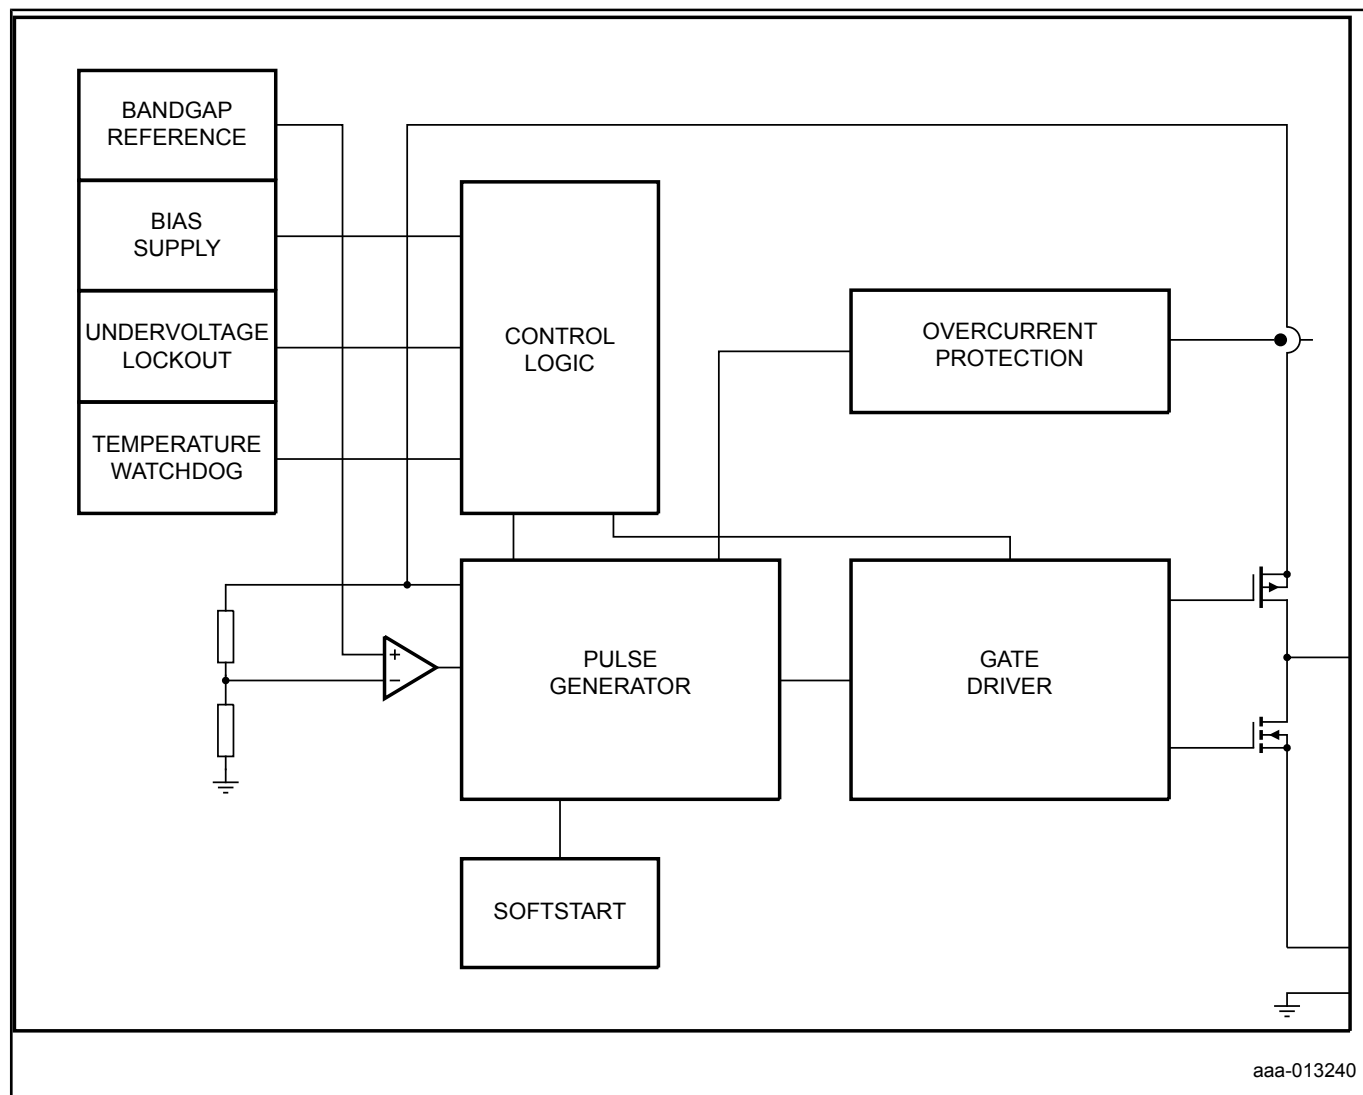 BANDGAP
REFERENCE
BIAS
SUPPLY
UNDERVOLTAGE
LOCKOUT
TEMPERATURE
WATCHDOG
CONTROL
LOGIC
OVERCURRENT
PROTECTION
+
−
PULSE
GENERATOR
GATE
DRIVER
SOFTSTART
aaa-013240